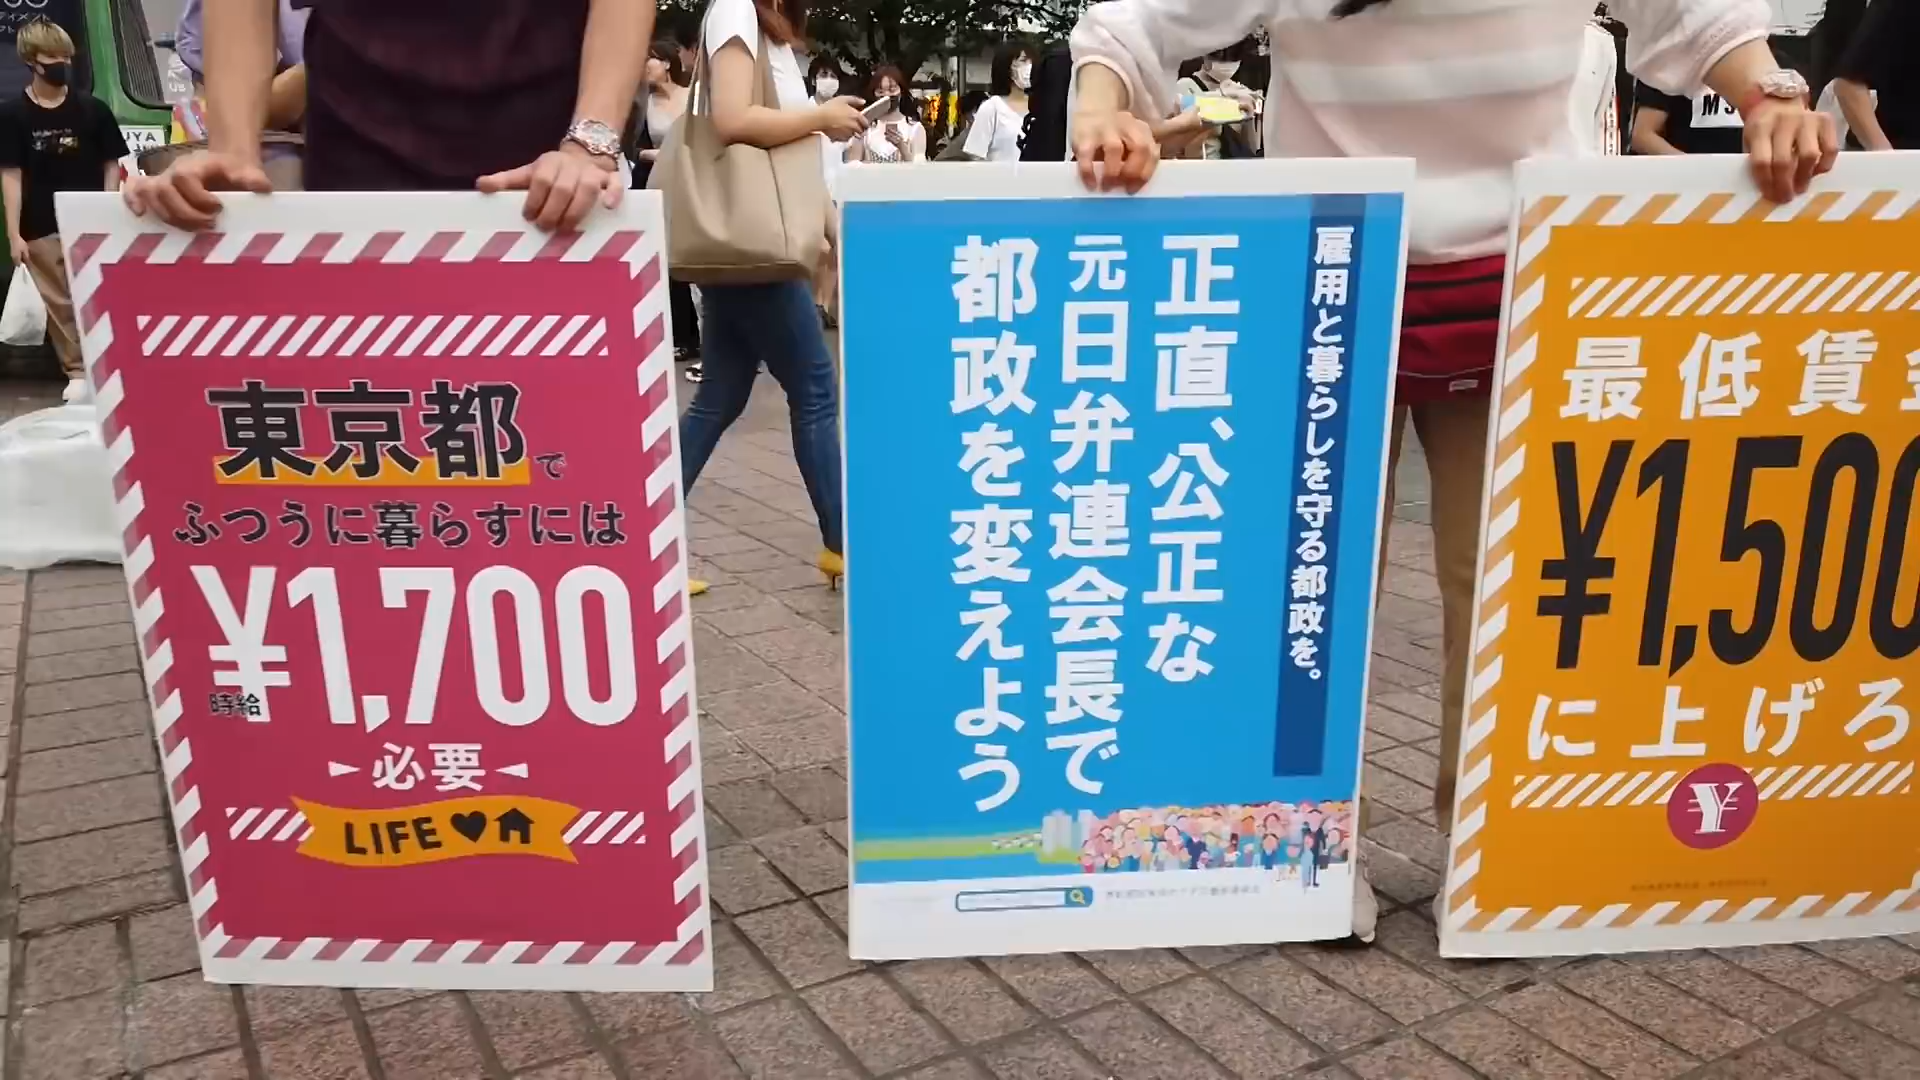 東京都で
ふつうに暮らすには
¥1,700
時給
必要
LIFE
雇用と暮らしを守る都政を。
正直、公正な
元日弁連会長で
都政を変えよう
最低賃
¥1,500
に上げろ
¥